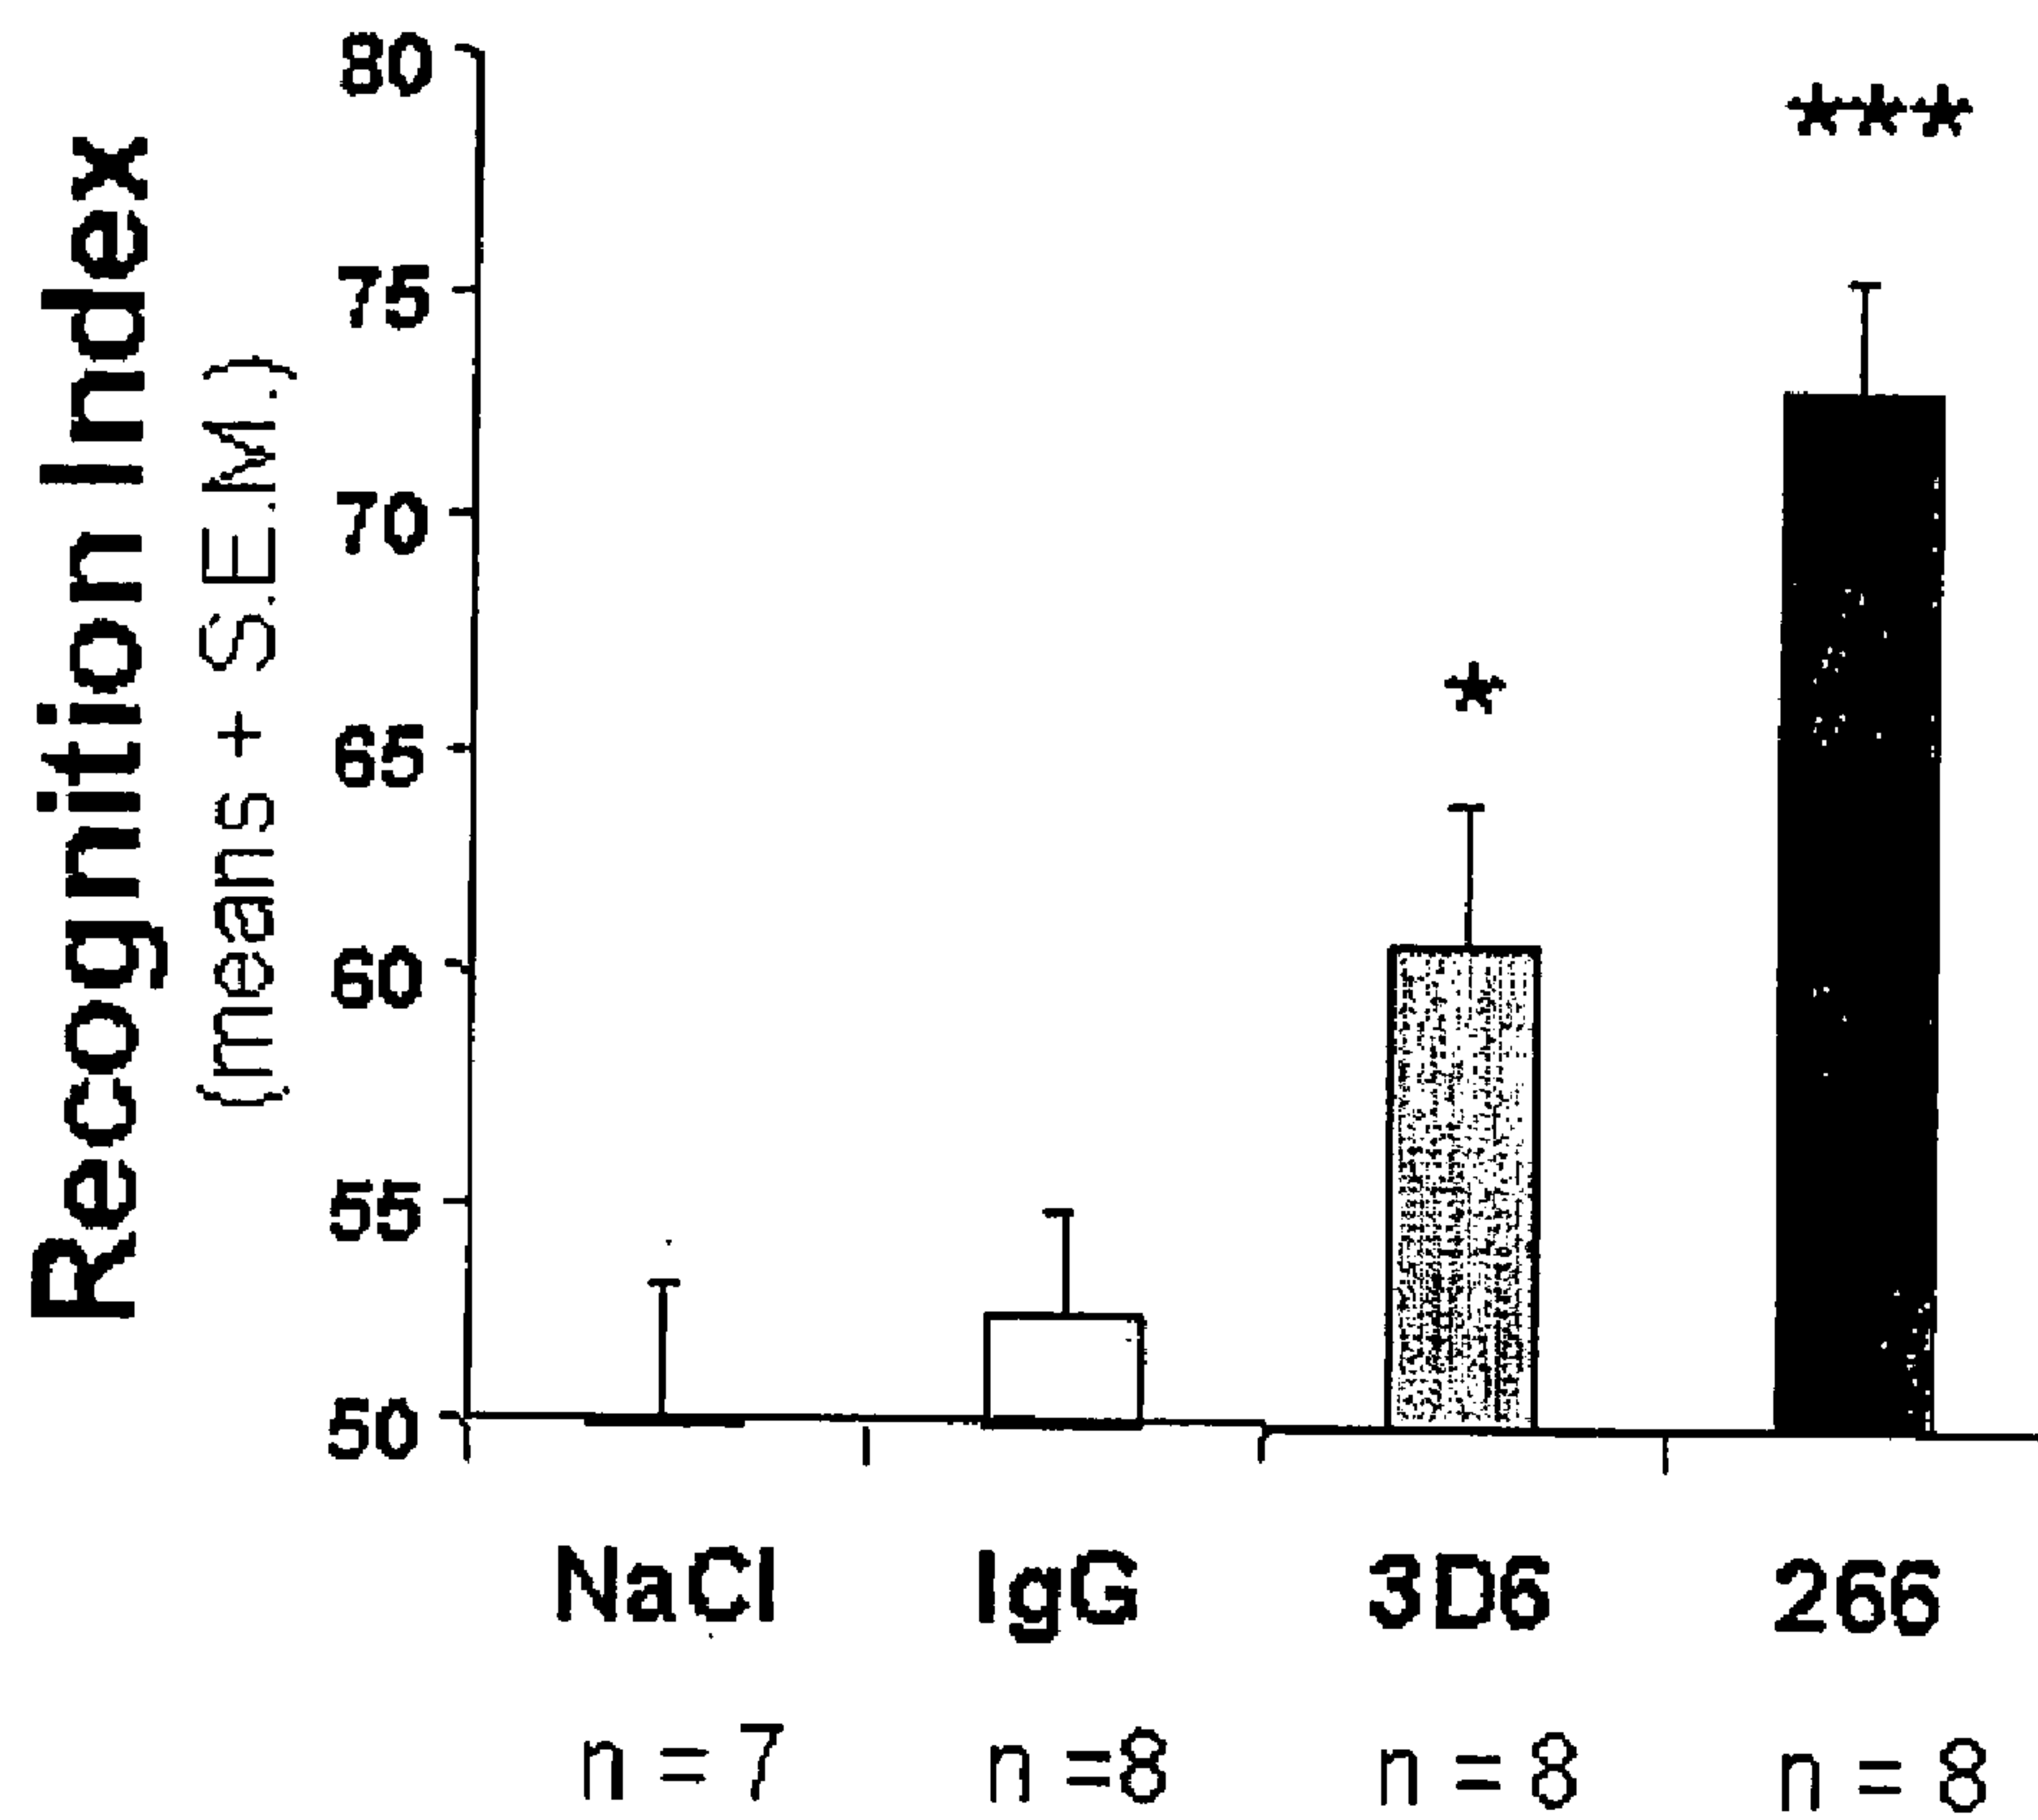 Recognition Index
(means + S.E.M.)
80
75
70
65
60
55
50
*
***
NaCl IgG 3D6 266
n = 7 n =8 n = 8 n = 8